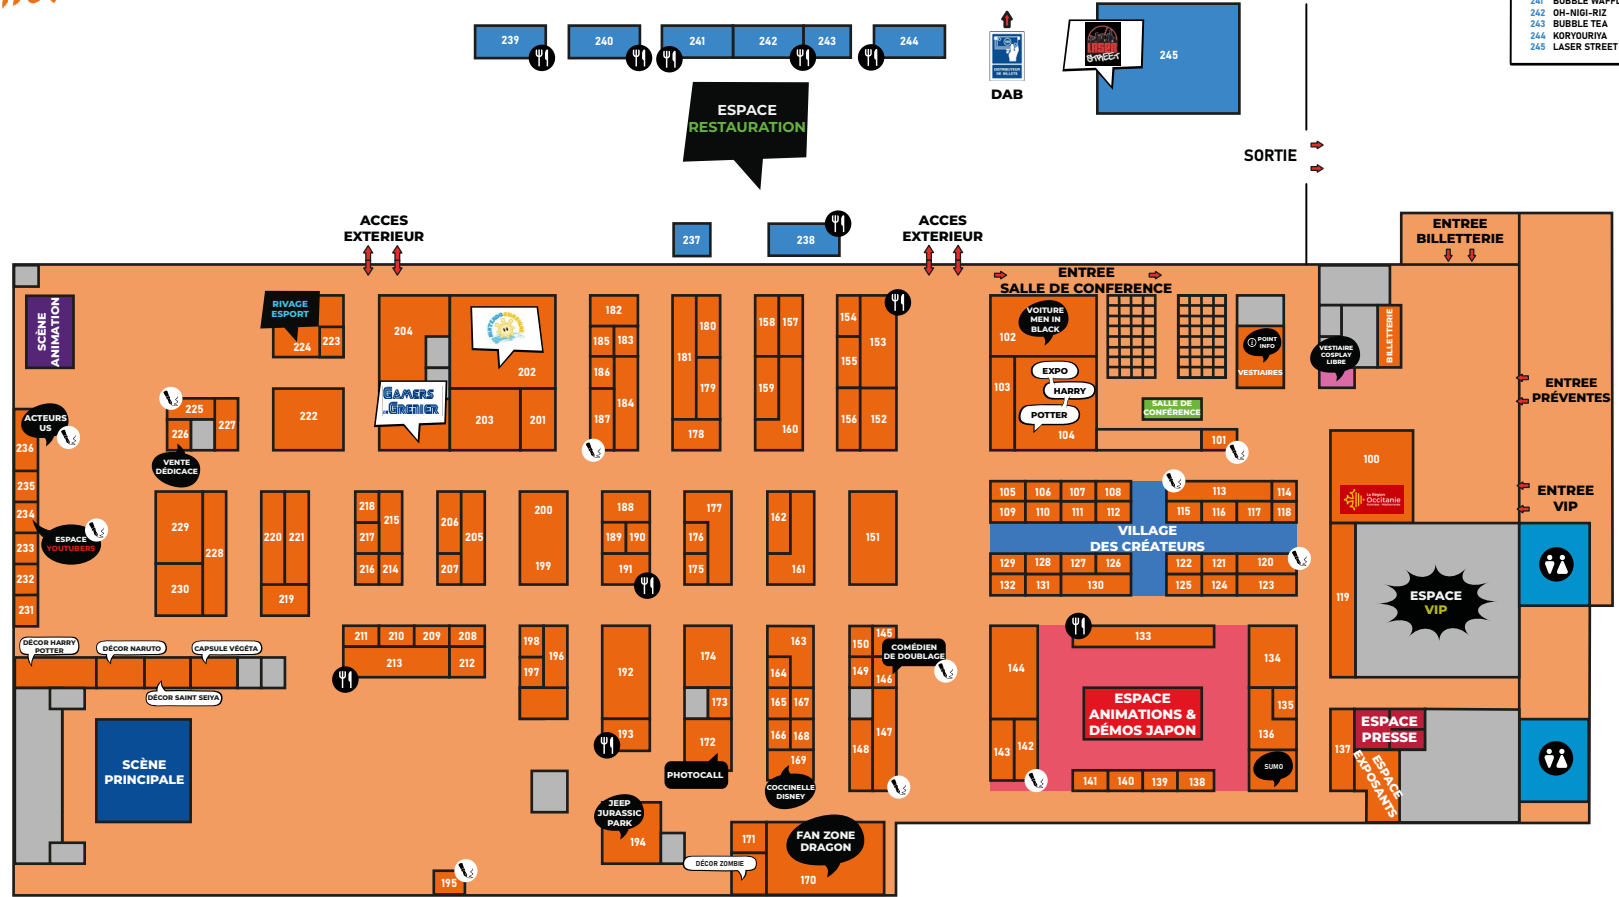 242 OH-NIGI-RIZ
243 BUBBLE TEA
244 KORYOURIYA
245 LASER STREET
239
240
241
242
243
244
DISTRIBUTEUR
DE BILLETS
DAB
LASER
STREET
245
ESPACE
RESTAURATION
SORTIE
ACCES
EXTERIEUR
237
238
ACCES
EXTERIEUR
ENTREE
BILLETTERIE
ENTREE
SALLE DE CONFERENCE
SCÈNE
ANIMATION
RIVAGE
ESPORT
224
223
204
202
GAMERS
DU GRENIER
203
201
182
185
183
186
184
187
180
181
179
178
158
157
159
160
154
153
155
156
152
VOITURE
MEN IN
BLACK
102
103
EXPO
HARRY
POTTER
104
SALLE DE
CONFÉRENCE
101
POINT
INFO
VESTIAIRES
VESTIAIRE
COSPLAY
LIBRE
BILLETTERIE
ENTREE
PRÉVENTES
ENTREE
VIP
222
225
226
227
VENTE
DÉDICACE
ACTEURS
US
236
235
234
233
232
231
ESPACE
YOUTUBERS
229
228
230
220
221
219
218
215
217
216
214
206
205
207
200
199
188
189
190
191
177
176
175
162
161
151
105
106
107
108
109
110
111
112
113
114
115
116
117
118
VILLAGE
DES CRÉATEURS
129
128
127
126
132
131
130
122
121
120
125
124
123
100
La Région
Occitanie
119
ESPACE
VIP
DÉCOR HARRY
POTTER
DÉCOR NARUTO
CAPSULE VÉGÉTA
DÉCOR SAINT SEIYA
SCÈNE
PRINCIPALE
211
210
209
208
213
212
198
196
197
192
193
174
173
172
PHOTOCALL
163
164
165
167
166
168
169
COCCINELLE
DISNEY
150
145
149
146
COMÉDIEN
DE DOUBLAGE
148
147
144
143
142
133
ESPACE
ANIMATIONS &
DÉMOS JAPON
134
135
136
SUMO
141
140
139
138
137
ESPACE
PRESSE
ESPACE
EXPOSANTS
JEEP
JURASSIC
PARK
194
195
DÉCOR ZOMBIE
171
FAN ZONE
DRAGON
170